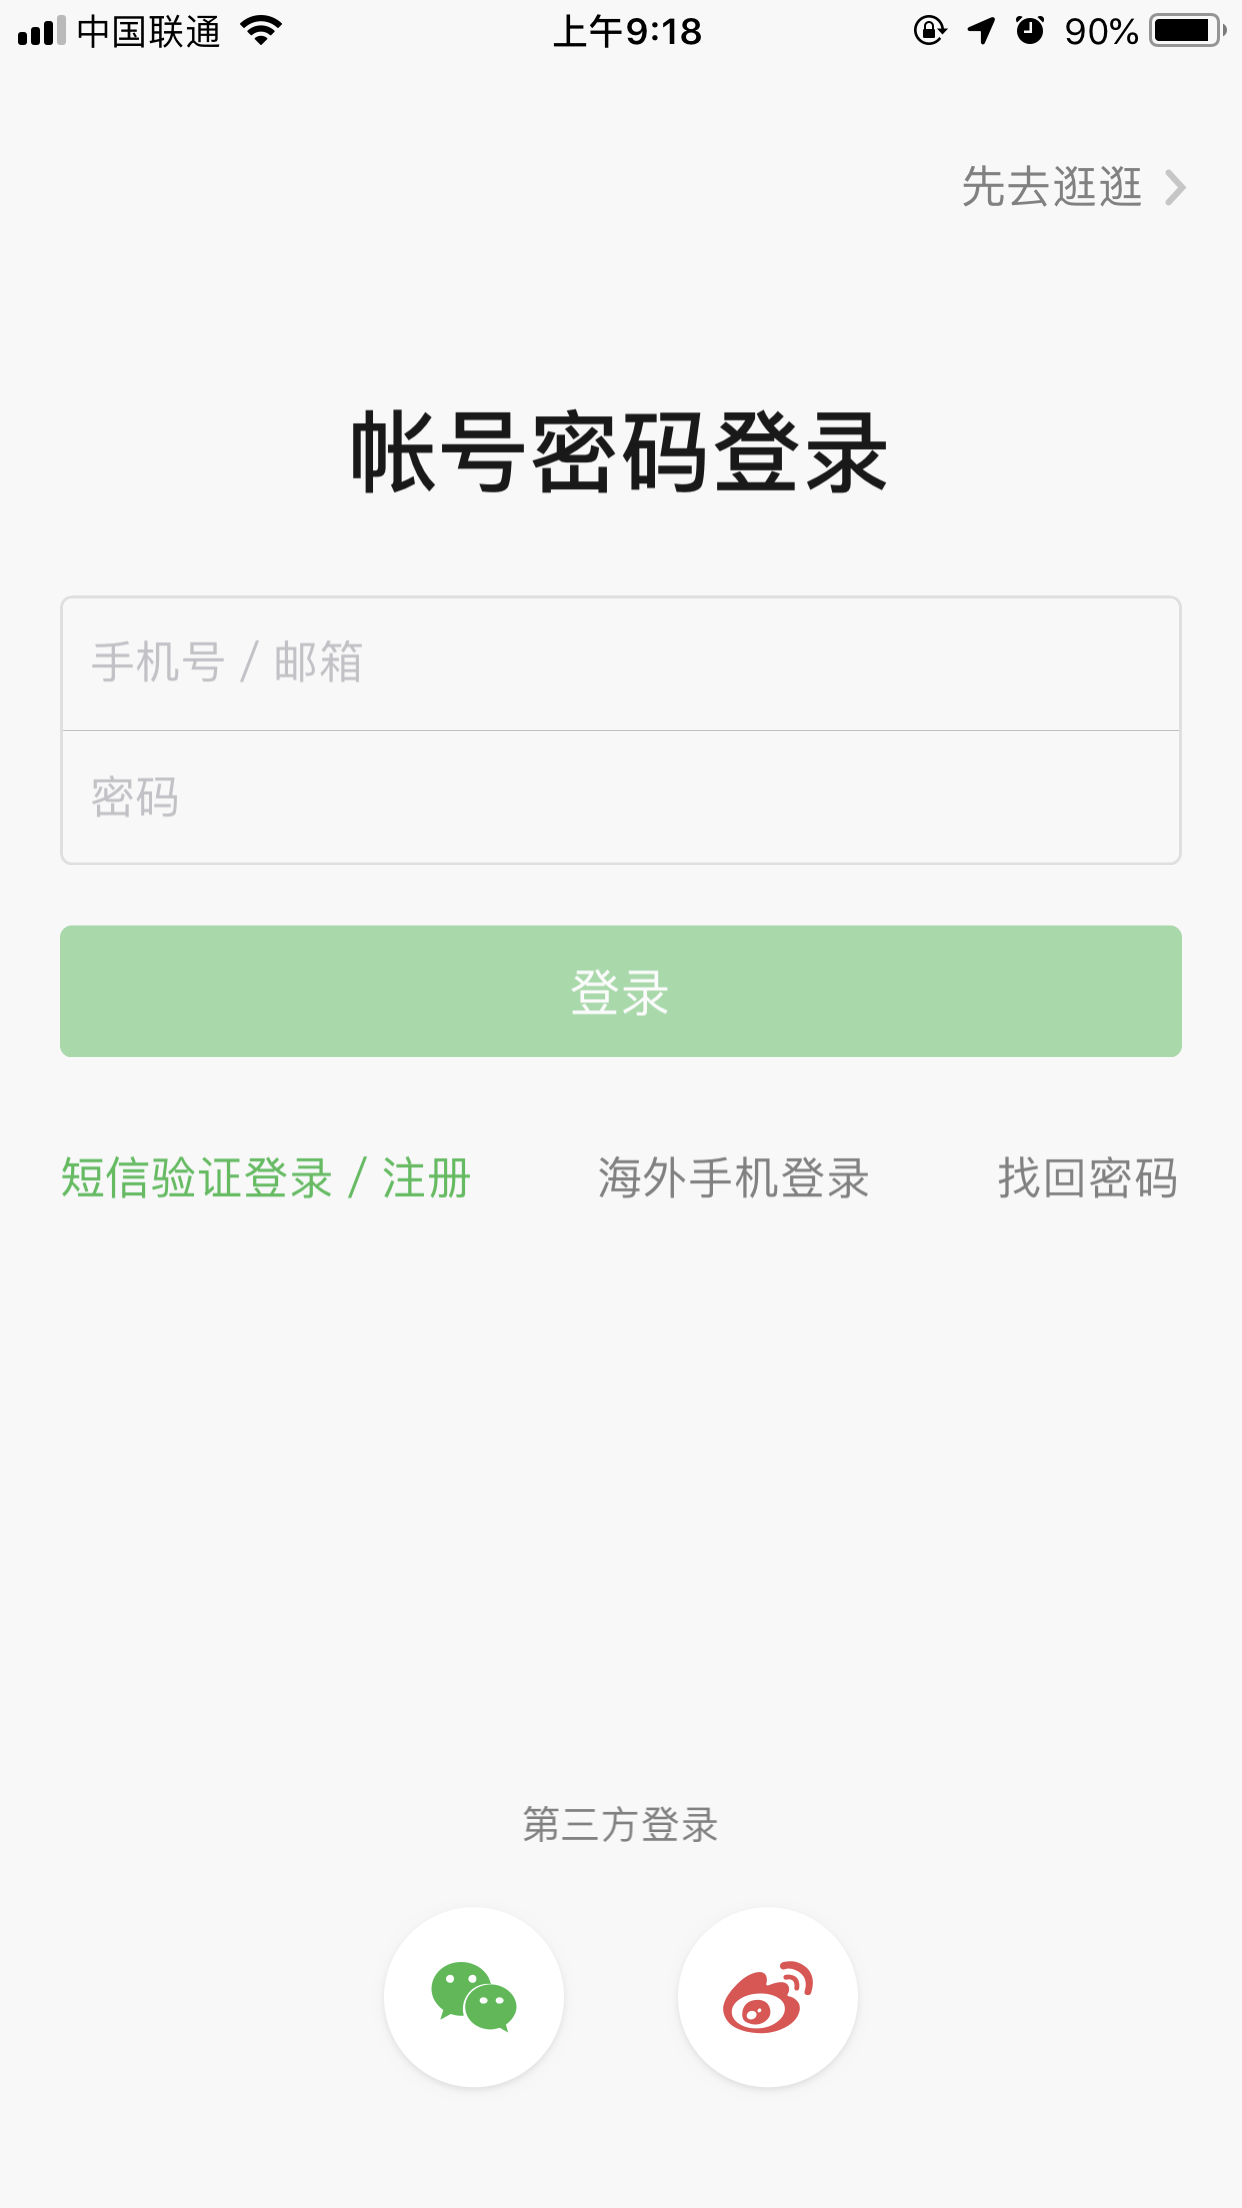 中国联通 上午9:18 90%
先去逛逛
帐号密码登录
手机号 / 邮箱
密码
登录
短信验证登录 / 注册 海外手机登录 找回密码
第三方登录